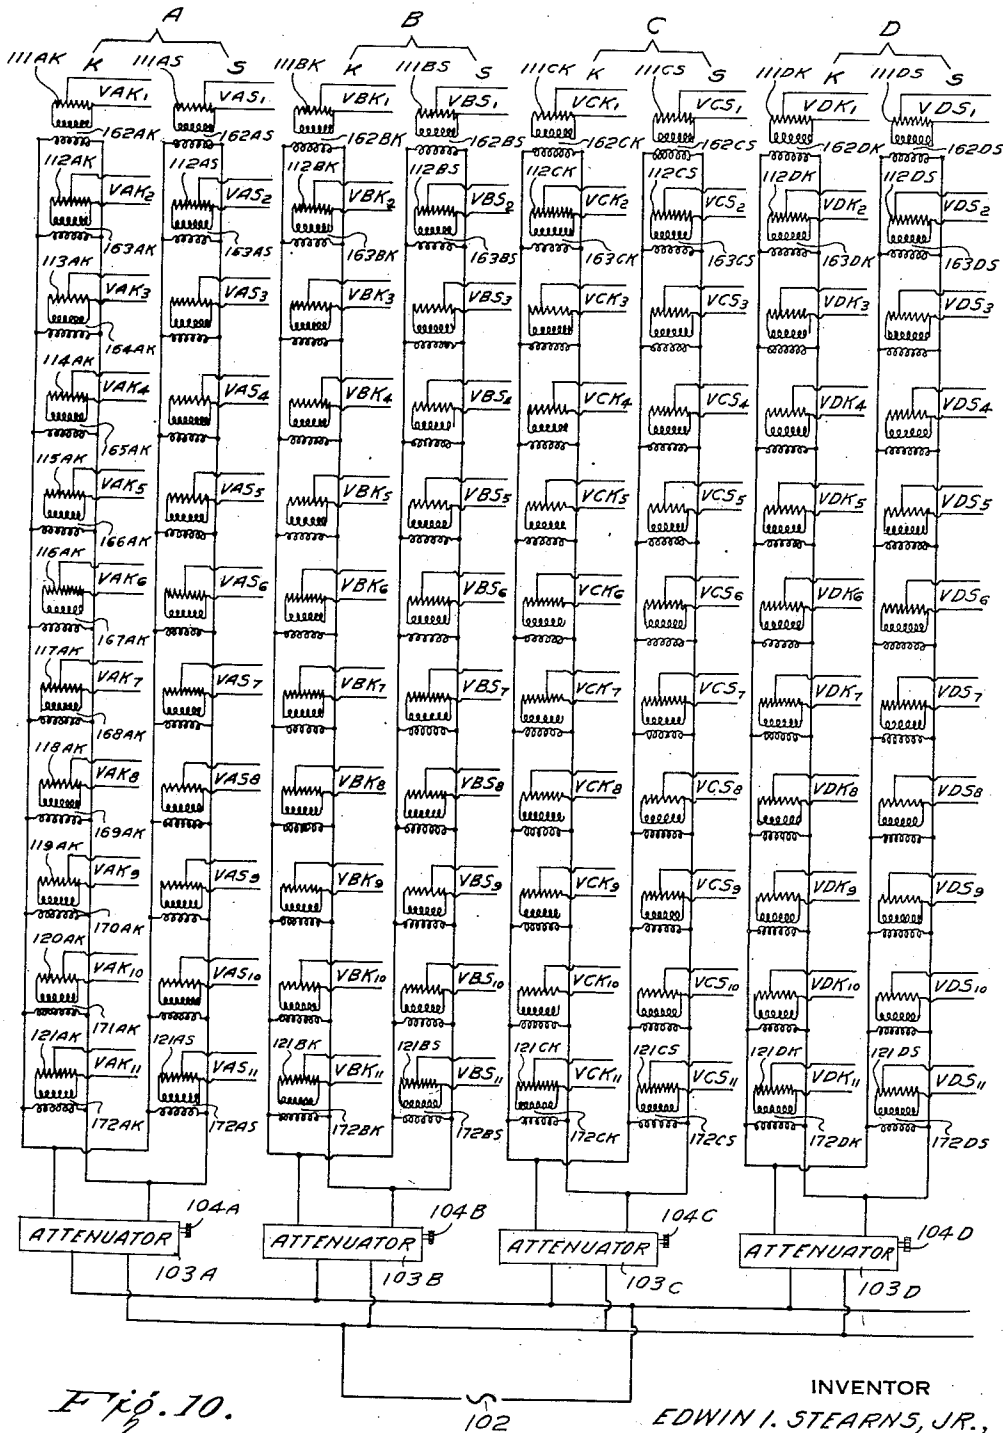 A B C D
111AK K 111AS S 111BK K 111BS S 111CK K 111CS S 111DK K 111DS S
VAK1 VAS1 VBK1 VBS1 VCK1 VCS1 VDK1 VDS1
162AK 162AS 162BK 162BS 162CK 162CS 162DK 162DS
112AK 112AS 112BK 112BS 112CK 112CS 112DK 112DS
VAK2 VAS2 VBK2 VBS2 VCK2 VCS2 VDK2 VDS2
163AK 163AS 163BK 163BS 163CK 163CS 163DK 163DS
113AK
VAK3 VAS3 VBK3 VBS3 VCK3 VCS3 VDK3 VDS3
164AK
114AK
VAK4 VAS4 VBK4 VBS4 VCK4 VCS4 VDK4 VDS4
165AK
115AK
VAK5 VAS5 VBK5 VBS5 VCK5 VCS5 VDK5 VDS5
166AK
116AK
VAK6 VAS6 VBK6 VBS6 VCK6 VCS6 VDK6 VDS6
167AK
117AK
VAK7 VAS7 VBK7 VBS7 VCK7 VCS7 VDK7 VDS7
168AK
118AK
VAK8 VAS8 VBK8 VBS8 VCK8 VCS8 VDK8 VDS8
169AK
119AK
VAK9 VAS9 VBK9 VBS9 VCK9 VCS9 VDK9 VDS9
170AK
120AK
VAK10 VAS10 VBK10 VBS10 VCK10 VCS10 VDK10 VDS10
171AK
121AK 121AS 121BK 121BS 121CK 121CS 121DK 121DS
VAK11 VAS11 VBK11 VBS11 VCK11 VCS11 VDK11 VDS11
172AK 172AS 172BK 172BS 172CK 172CS 172DK 172DS
104A 104B 104C 104D
ATTENUATOR ATTENUATOR ATTENUATOR ATTENUATOR
103A 103B 103C 103D
102
Fig. 10.
INVENTOR
EDWIN I. STEARNS, JR.,